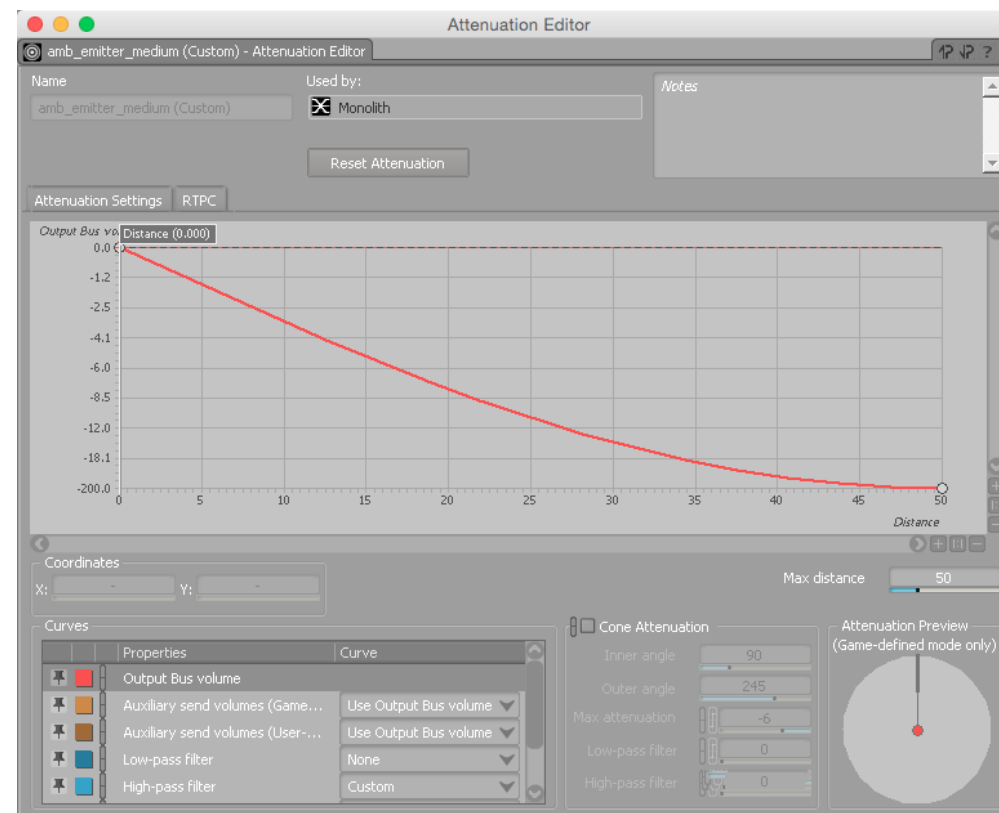 Attenuation Editor
amb_emitter_medium (Custom) - Attenuation Editor
?
Name
Used by:
Notes
amb_emitter_medium (Custom)
Monolith
Reset Attenuation
Attenuation Settings
RTPC
Output Bus vo
Distance (0.000)
0.0
-1.2
-2.5
-4.1
-6.0
-8.5
-12.0
-18.1
-200.0
0 5 10 15 20 25 30 35 40 45 50
Distance
1:1
Coordinates
X: - Y: -
Max distance 50
Curves
Properties Curve
Output Bus volume
Auxiliary send volumes (Game... Use Output Bus volume
Auxiliary send volumes (User-... Use Output Bus volume
Low-pass filter None
High-pass filter Custom
Cone Attenuation
Inner angle 90
Outer angle 245
Max attenuation -6
Low-pass filter 0
High-pass filter 0
Attenuation Preview
(Game-defined mode only)